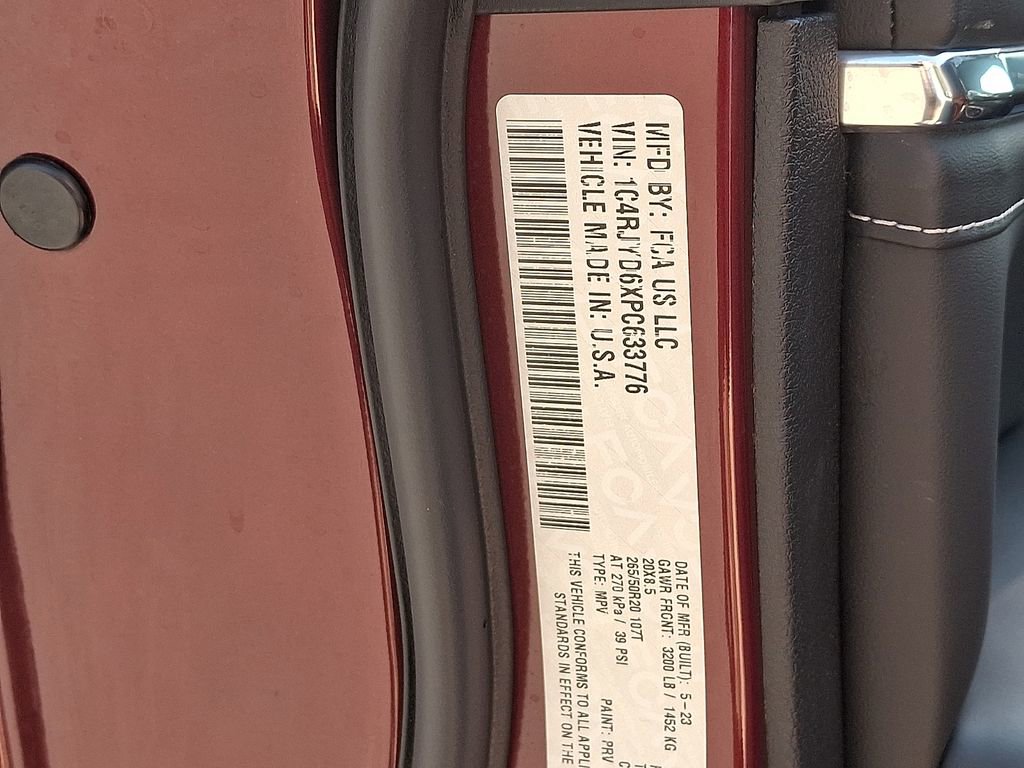 MFD BY: FCA US LLC
VIN: 1C4RJYD6XPC633776
VEHICLE MADE IN: U.S.A.
DATE OF MFR (BUILT): 5-23
GAWR FRONT: 3200 LB / 1452 KG
20X8.5
265/50R20 107T
AT 270 kPa / 39 PSI
TYPE: MPV PAINT: PRV
THIS VEHICLE CONFORMS TO ALL APPLI
STANDARDS IN EFFECT ON THE